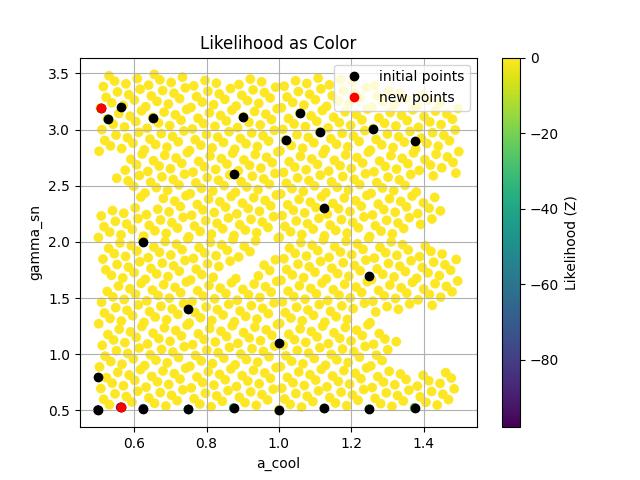 Likelihood as Color
initial points
new points
3.5
3.0
2.5
2.0
1.5
1.0
0.5
gamma_sn
0.6
0.8
1.0
1.2
1.4
a_cool
0
−20
−40
−60
−80
Likelihood (Z)